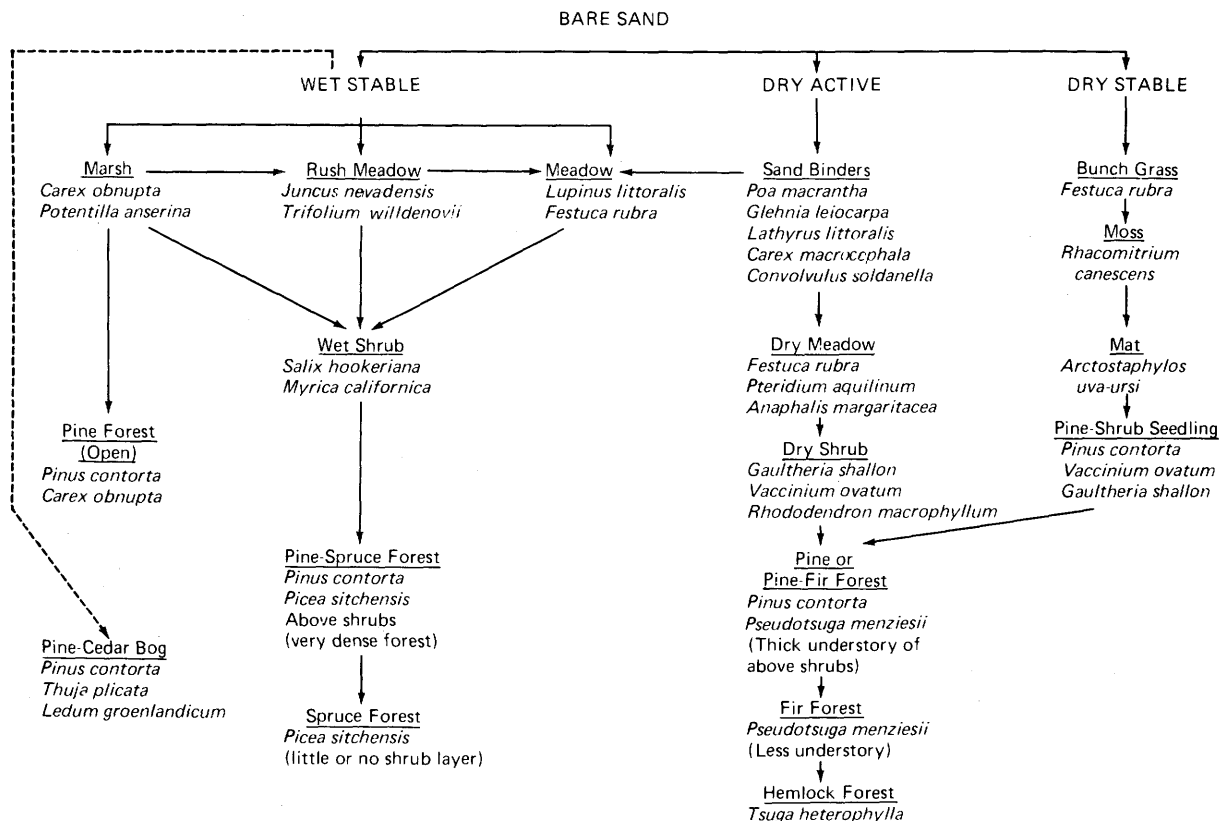 BARE SAND
WET STABLE
DRY ACTIVE
DRY STABLE
Marsh
Carex obnupta
Potentilla anserina
Rush Meadow
Juncus nevadensis
Trifolium willdenovii
Meadow
Lupinus littoralis
Festuca rubra
Sand Binders
Poa macrantha
Glehnia leiocarpa
Lathyrus littoralis
Carex macroccphala
Convolvulus soldanella
Bunch Grass
Festuca rubra
Moss
Rhacomitrium
canescens
Wet Shrub
Salix hookeriana
Myrica californica
Dry Meadow
Festuca rubra
Pteridium aquilinum
Anaphalis margaritacea
Mat
Arctostaphylos
uva-ursi
Pine Forest
(Open)
Pinus contorta
Carex obnupta
Dry Shrub
Gaultheria shallon
Vaccinium ovatum
Rhododendron macrophyllum
Pine-Shrub Seedling
Pinus contorta
Vaccinium ovatum
Gaultheria shallon
Pine-Spruce Forest
Pinus contorta
Picea sitchensis
Above shrubs
(very dense forest)
Pine or
Pine-Fir Forest
Pinus contorta
Pseudotsuga menziesii
(Thick understory of
above shrubs)
Pine-Cedar Bog
Pinus contorta
Thuja plicata
Ledum groenlandicum
Spruce Forest
Picea sitchensis
(little or no shrub layer)
Fir Forest
Pseudotsuga menziesii
(Less understory)
Hemlock Forest
Tsuga heterophylla